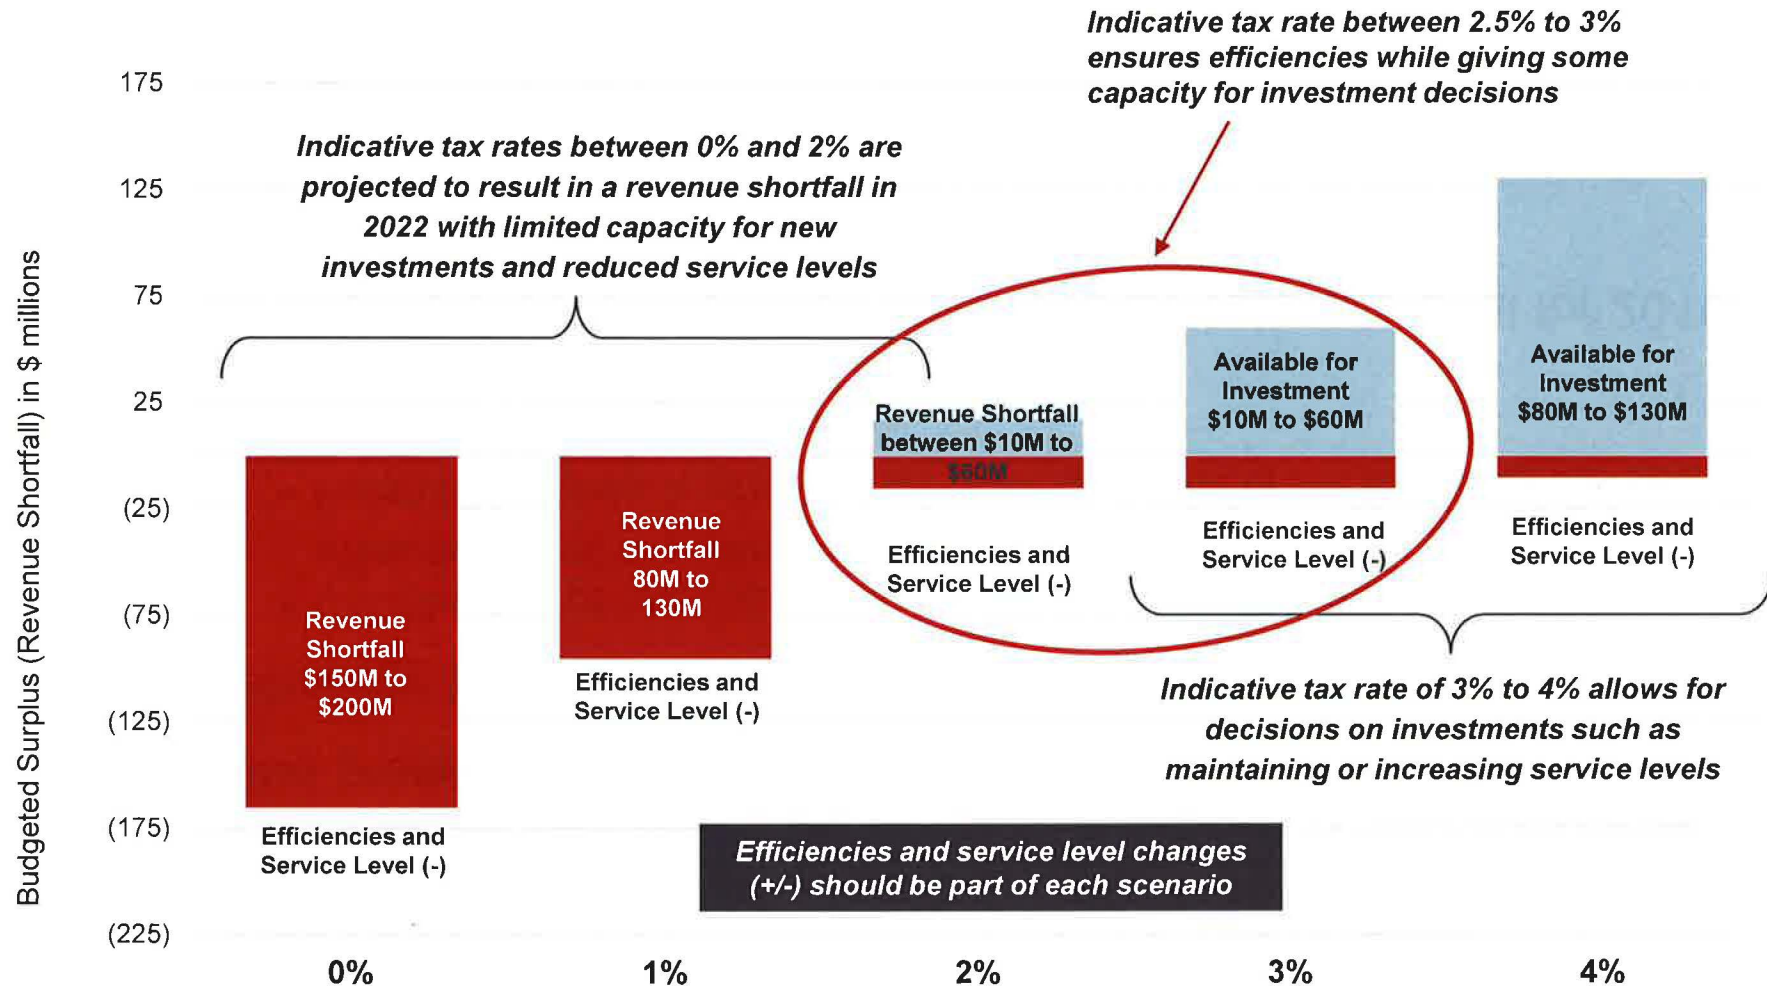 Indicative tax rate between 2.5% to 3%
ensures efficiencies while giving some
capacity for investment decisions
Indicative tax rates between 0% and 2% are
projected to result in a revenue shortfall in
2022 with limited capacity for new
investments and reduced service levels
Budgeted Surplus (Revenue Shortfall) in $ millions
175
125
75
25
(25)
(75)
(125)
(175)
(225)
Revenue
Shortfall
$150M to
$200M
Efficiencies and
Service Level (-)
Revenue
Shortfall
80M to
130M
Efficiencies and
Service Level (-)
Revenue Shortfall
between $10M to
$60M
Efficiencies and
Service Level (-)
Available for
Investment
$10M to $60M
Efficiencies and
Service Level (-)
Available for
Investment
$80M to $130M
Efficiencies and
Service Level (-)
Indicative tax rate of 3% to 4% allows for
decisions on investments such as
maintaining or increasing service levels
Efficiencies and service level changes
(+/-) should be part of each scenario
0%
1%
2%
3%
4%